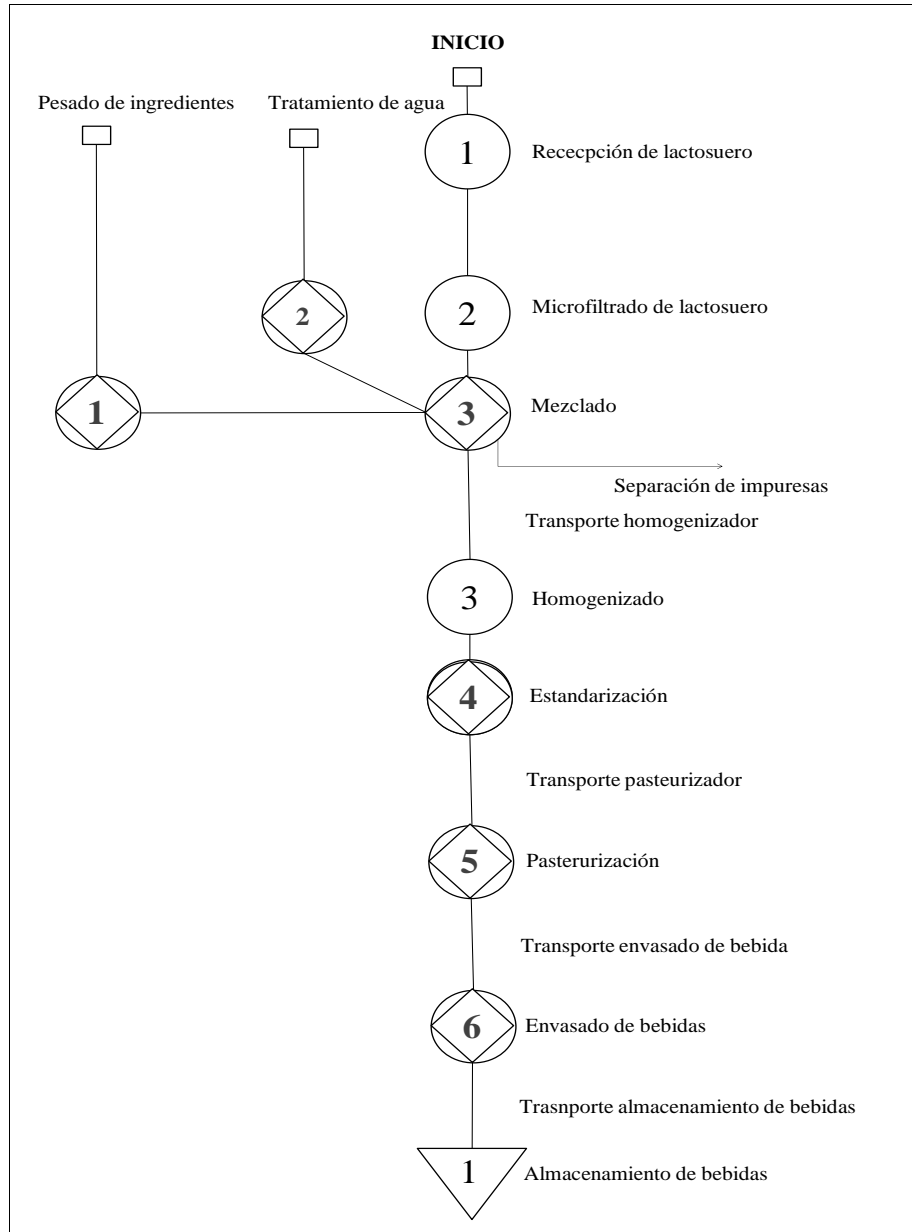 INICIO
Pesado de ingredientes
Tratamiento de agua
1
Rececpción de lactosuero
2
2
Microfiltrado de lactosuero
1
3
Mezclado
Separación de impuresas
Transporte homogenizador
3
Homogenizado
4
Estandarización
Transporte pasteurizador
5
Pasterurización
Transporte envasado de bebida
6
Envasado de bebidas
Trasnporte almacenamiento de bebidas
1
Almacenamiento de bebidas